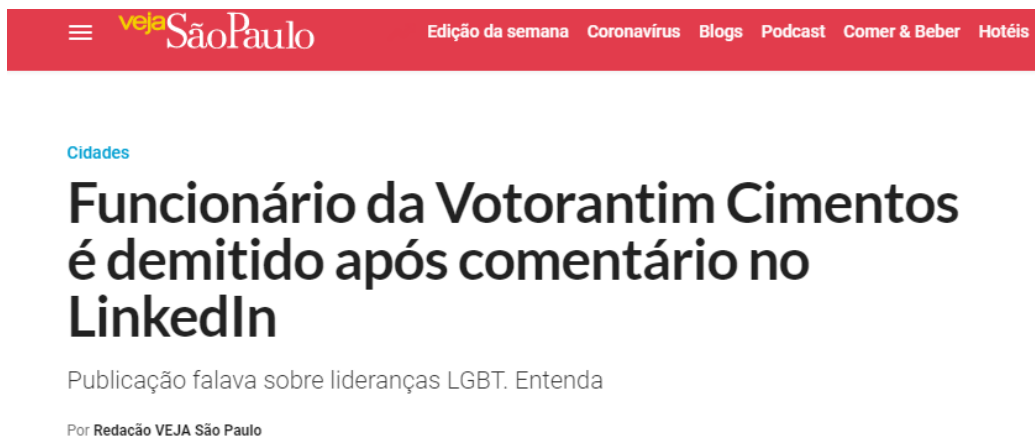 vejaSãoPaulo Edição da semana Coronavírus Blogs Podcast Comer & Beber Hotéis
Cidades
Funcionário da Votorantim Cimentos
é demitido após comentário no
LinkedIn
Publicação falava sobre lideranças LGBT. Entenda
Por Redação VEJA São Paulo